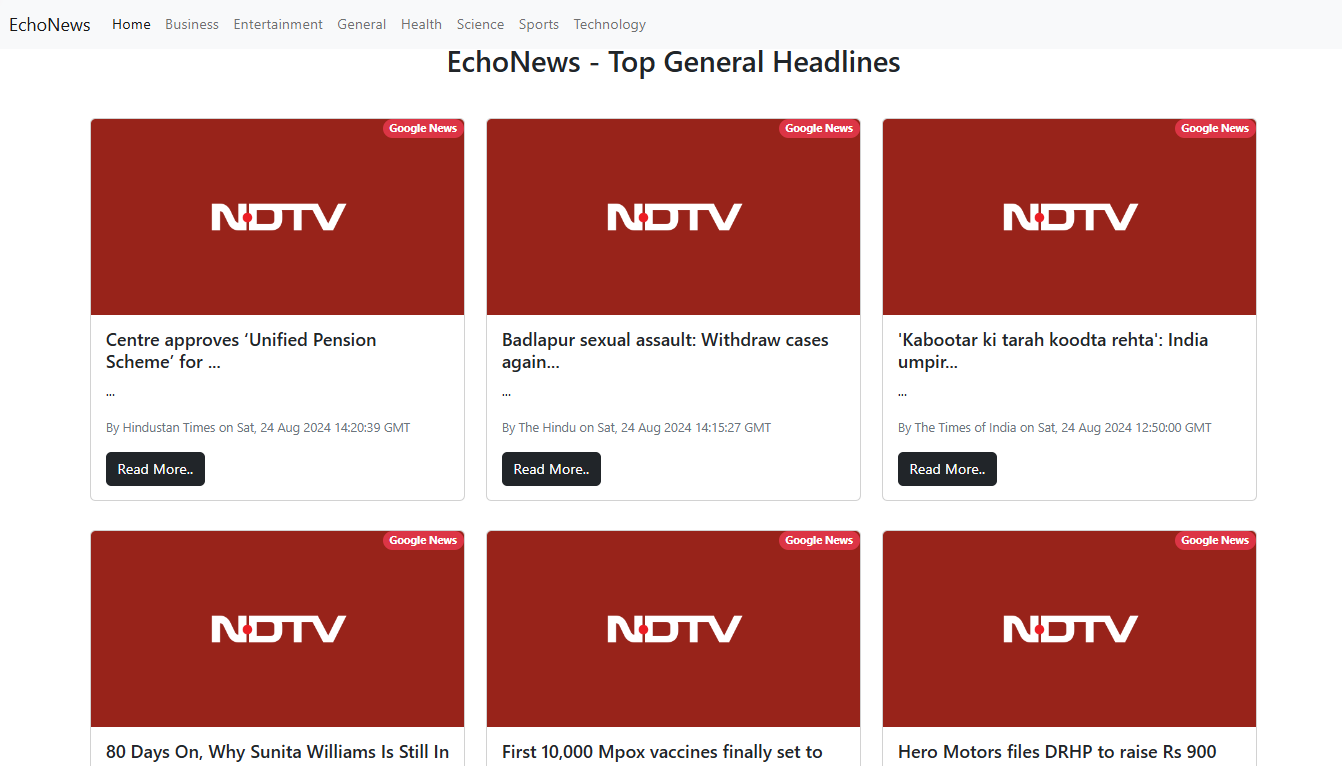 EchoNews Home Business Entertainment General Health Science Sports Technology
EchoNews - Top General Headlines
Google News
NDTV
Centre approves ‘Unified Pension
Scheme’ for ...
...
By Hindustan Times on Sat, 24 Aug 2024 14:20:39 GMT
Read More..
Google News
NDTV
Badlapur sexual assault: Withdraw cases
again...
...
By The Hindu on Sat, 24 Aug 2024 14:15:27 GMT
Read More..
Google News
NDTV
'Kabootar ki tarah koodta rehta': India
umpir...
...
By The Times of India on Sat, 24 Aug 2024 12:50:00 GMT
Read More..
Google News
NDTV
80 Days On, Why Sunita Williams Is Still In
Google News
NDTV
First 10,000 Mpox vaccines finally set to
Google News
NDTV
Hero Motors files DRHP to raise Rs 900